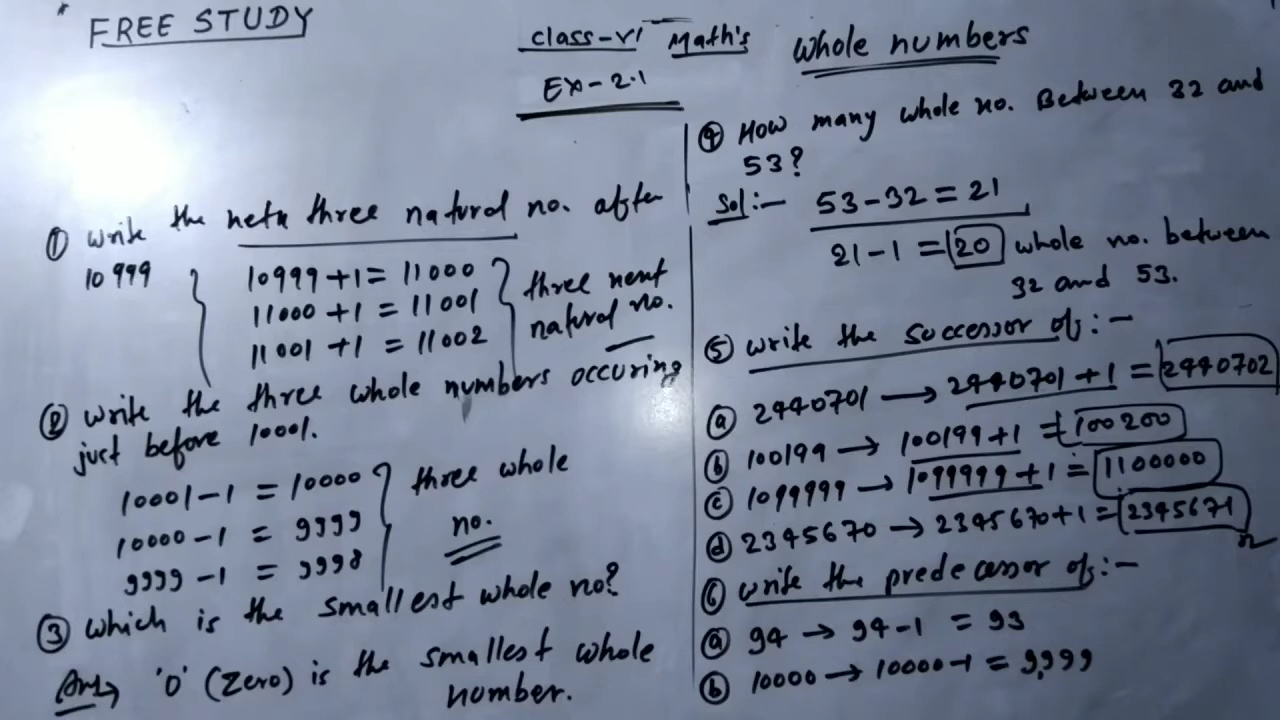 FREE STUDY
class-VI Math's
Whole numbers
Ex-2.1
① Write the next three natural no. after
10999
10999+1= 11000
11000 +1 = 11001
11001 +1 = 11002
three next
natural no.
② Write the three whole numbers occuring
just before 10001.
10001-1 = 10000
10000-1 = 9999
9999-1 = 9998
three whole
no.
③ Which is the smallest whole no?
Ans→ '0' (Zero) is the smallest whole
number.
④ How many whole no. Between 32 and
53?
Sol:- 53-32=21
21-1 = 20 whole no. between
32 and 53.
⑤ Write the successor of:-
ⓐ 2440701 → 2440701+1 = 2440702
ⓑ 100199 → 100199+1 = 100200
ⓒ 1099999 → 1099999+1 = 1100000
ⓓ 2345670 → 2345670+1= 2345671
⑥ Write the predecessor of:-
ⓐ 94 → 94-1 = 93
ⓑ 10000 → 10000-1 = 9999